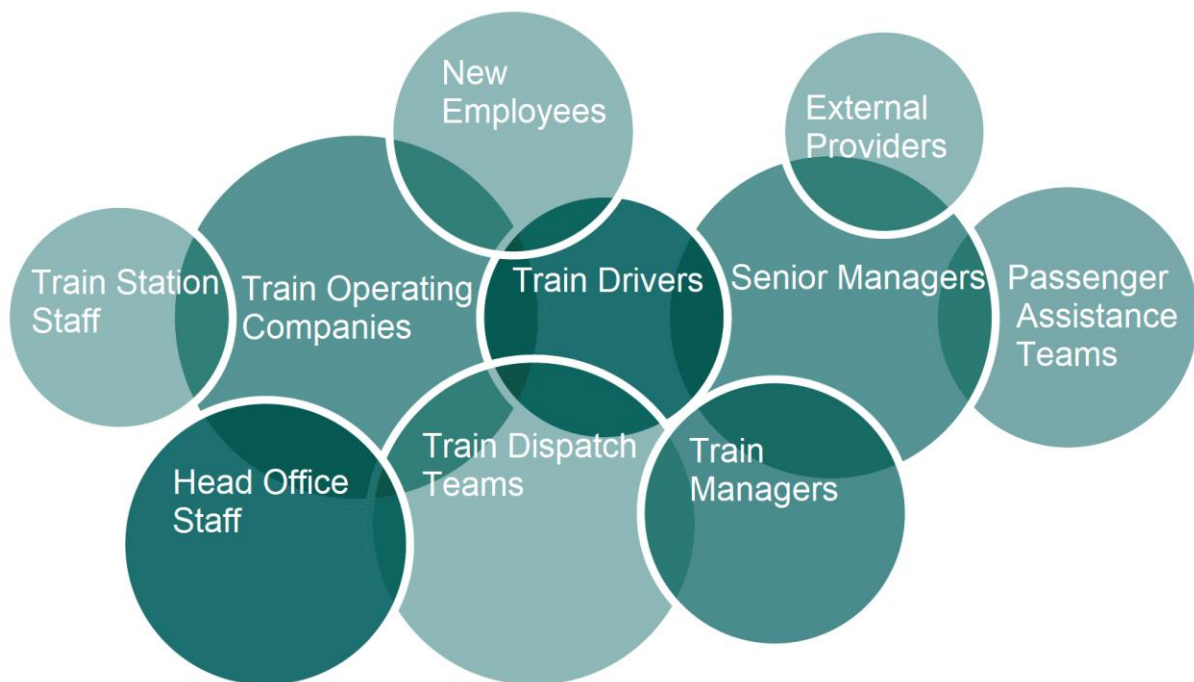 New
Employees
External
Providers
Train Station
Staff
Train Operating
Companies
Train Drivers
Senior Managers
Passenger
Assistance
Teams
Head Office
Staff
Train Dispatch
Teams
Train
Managers